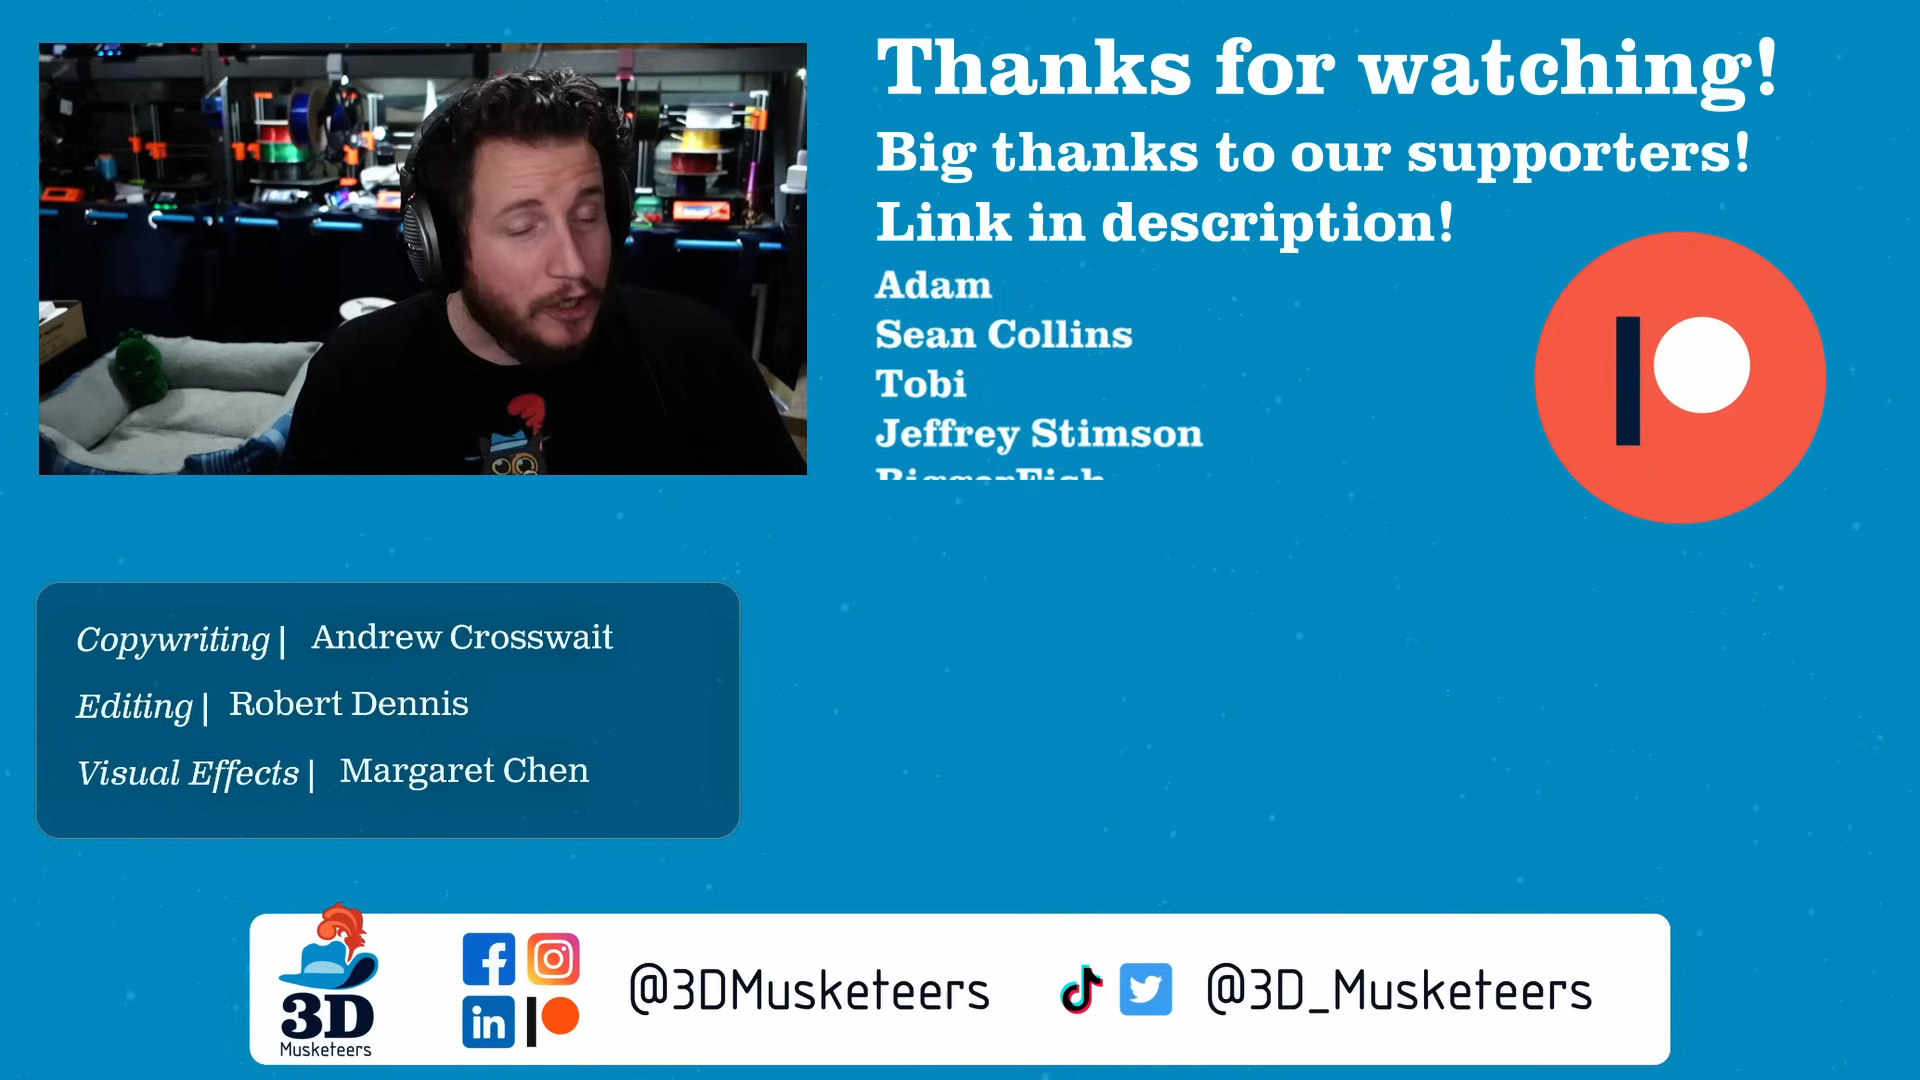 Thanks for watching!
Big thanks to our supporters!
Link in description!
Adam
Sean Collins
Tobi
Jeffrey Stimson
BiggerFish
Copywriting | Andrew Crosswait
Editing | Robert Dennis
Visual Effects | Margaret Chen
3D
Musketeers
@3DMusketeers
@3D_Musketeers